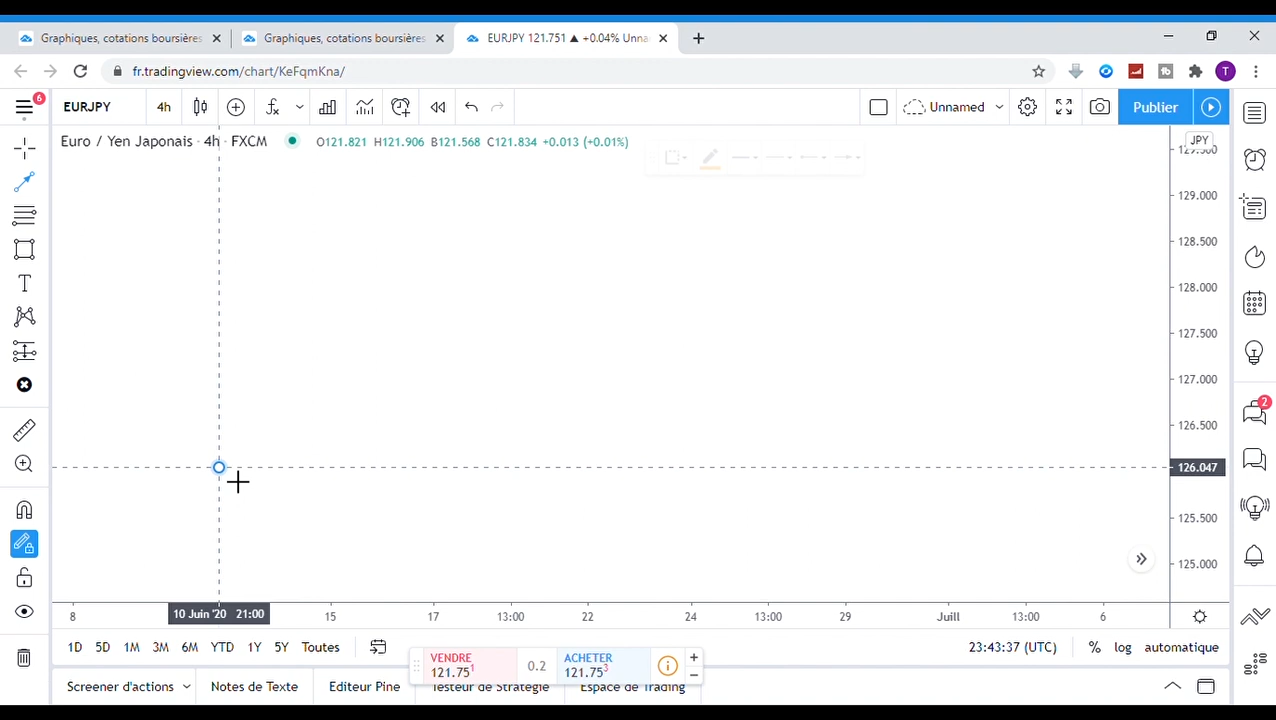 Graphiques, cotations boursières
Graphiques, cotations boursières
EURJPY 121.751 ▲ +0.04% Unna
fr.tradingview.com/chart/KeFqmKna/
T
6
EURJPY
4h
Unnamed
Publier
Euro / Yen Japonais · 4h · FXCM
O121.821 H121.906 B121.568 C121.834 +0.013 (+0.01%)
JPY
129.500
129.000
128.500
128.000
127.500
127.000
126.500
126.047
125.500
125.000
2
8
10 Juin '20 21:00
15
17
13:00
22
24
13:00
29
Juill
13:00
6
1D 5D 1M 3M 6M YTD 1Y 5Y Toutes
23:43:37 (UTC)
% log automatique
VENDRE
121.75¹
0.2
ACHETER
121.75³
Screener d'actions
Notes de Texte
Editeur Pine
Testeur de Stratégie
Espace de Trading